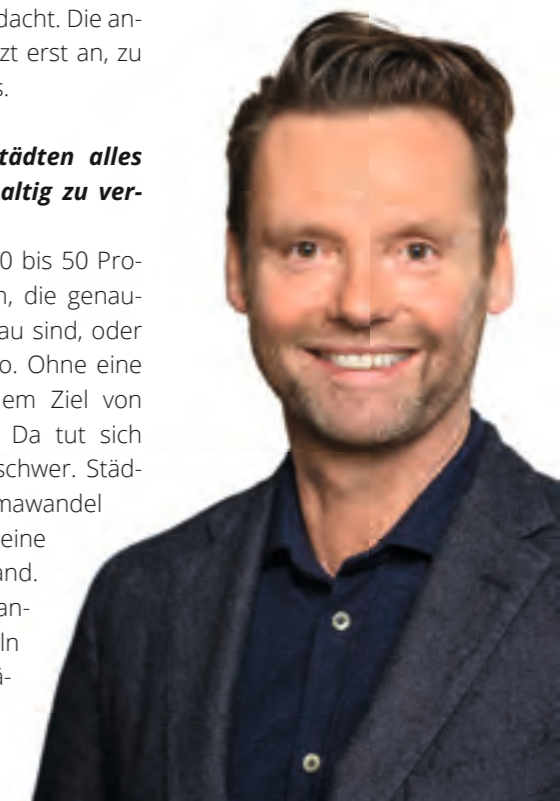 dacht. Die an-
zt erst an, zu
s.
tädten alles
altig zu ver-
0 bis 50 Pro-
n, die genau-
au sind, oder
o. Ohne eine
em Ziel von
Da tut sich
schwer. Städ-
mawandel
eine
and.
an-
ln
ä-